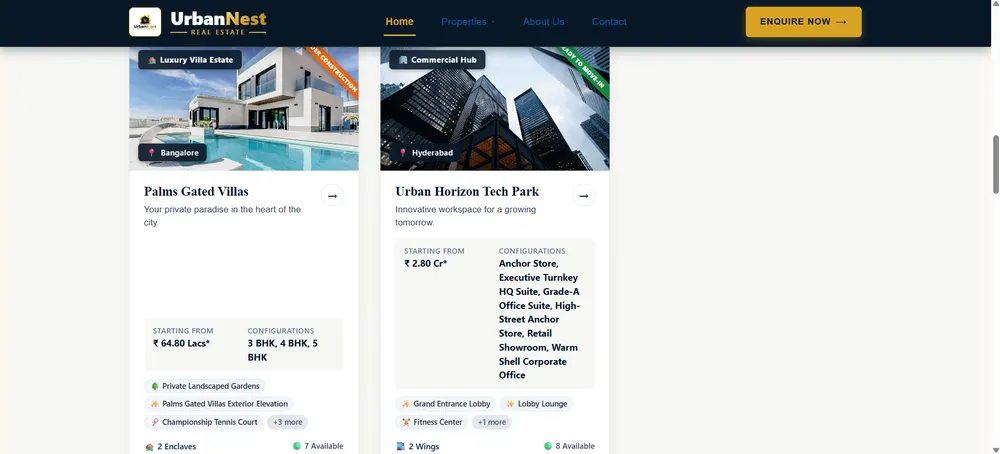 UrbanNest
REAL ESTATE
Home
Properties
About Us
Contact
ENQUIRE NOW →
Luxury Villa Estate
CONSTRUCTION
Bangalore
Palms Gated Villas
→
Your private paradise in the heart of the
city.
STARTING FROM
₹ 64.80 Lacs*
CONFIGURATIONS
3 BHK, 4 BHK, 5
BHK
Private Landscaped Gardens
Palms Gated Villas Exterior Elevation
Championship Tennis Court
+3 more
2 Enclaves
7 Available
Commercial Hub
READY TO MOVE-IN
Hyderabad
Urban Horizon Tech Park
→
Innovative workspace for a growing
tomorrow.
STARTING FROM
₹ 2.80 Cr*
CONFIGURATIONS
Anchor Store,
Executive Turnkey
HQ Suite, Grade-A
Office Suite, High-
Street Anchor
Store, Retail
Showroom, Warm
Shell Corporate
Office
Grand Entrance Lobby
Lobby Lounge
Fitness Center
+1 more
2 Wings
8 Available